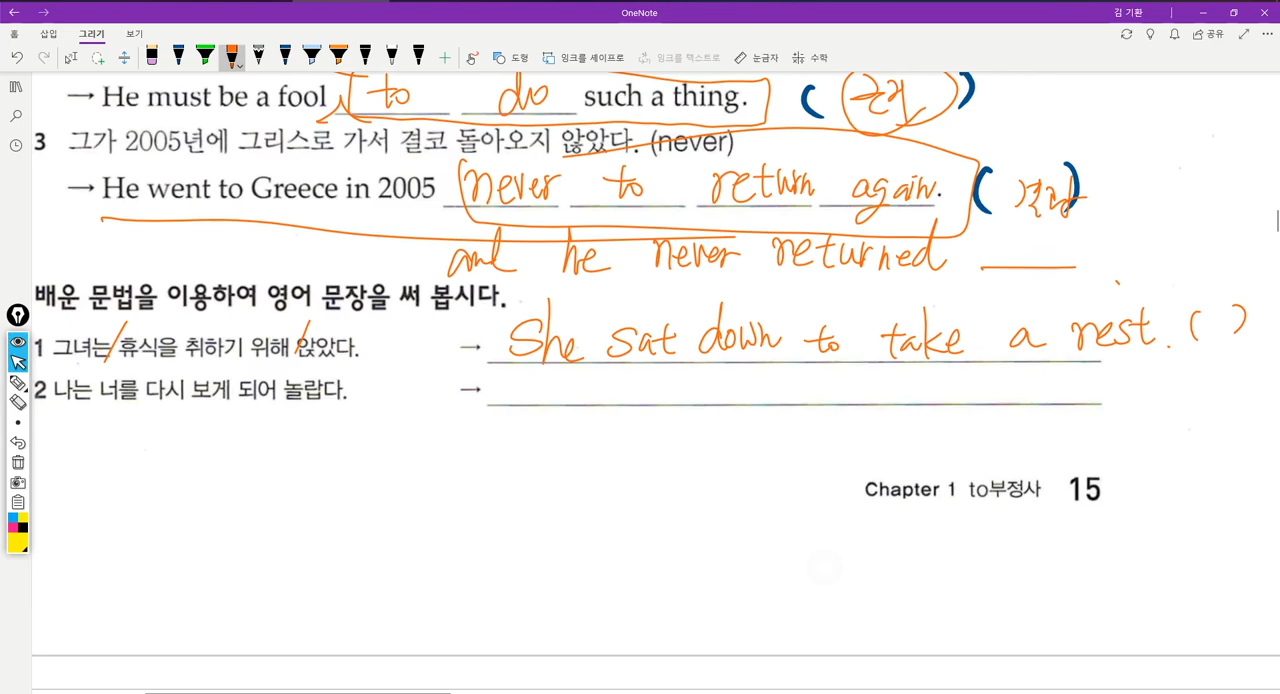 OneNote
김 기환
홈 삽입 그리기 보기
공유
도형 잉크를 셰이프로 잉크를 텍스트로 눈금자 수학
→ He must be a fool to do such a thing. (근거)
3 그가 2005년에 그리스로 가서 결코 돌아오지 않았다. (never)
→ He went to Greece in 2005 never to return again. (결과)
and he never returned
배운 문법을 이용하여 영어 문장을 써 봅시다.
1 그녀는 휴식을 취하기 위해 앉았다. → She sat down to take a rest. ( )
2 나는 너를 다시 보게 되어 놀랍다. →
Chapter 1 to부정사 15